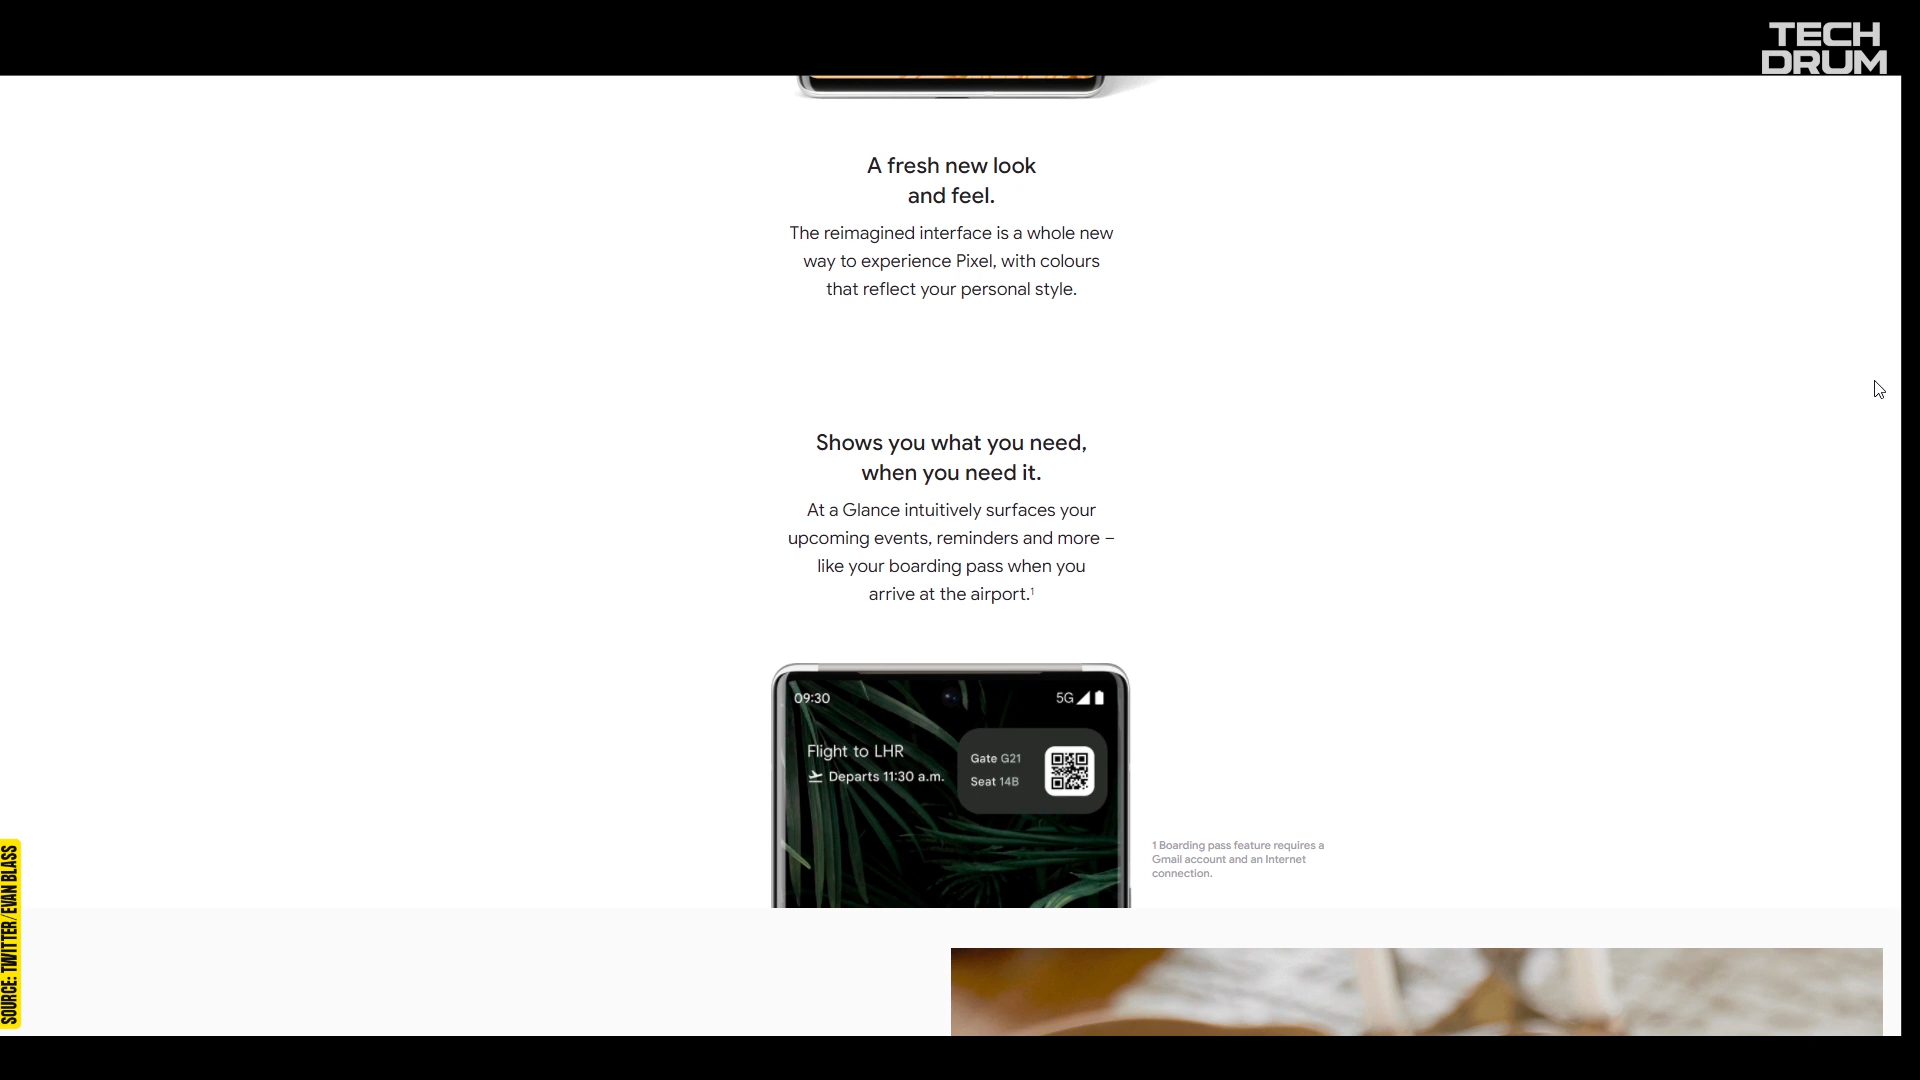 TECH
DRUM
A fresh new look
and feel.
The reimagined interface is a whole new
way to experience Pixel, with colours
that reflect your personal style.
Shows you what you need,
when you need it.
At a Glance intuitively surfaces your
upcoming events, reminders and more –
like your boarding pass when you
arrive at the airport.¹
09:30
5G
Flight to LHR
Departs 11:30 a.m.
Gate G21
Seat 14B
1 Boarding pass feature requires a
Gmail account and an Internet
connection.
SOURCE: TWITTER/EVAN BLASS